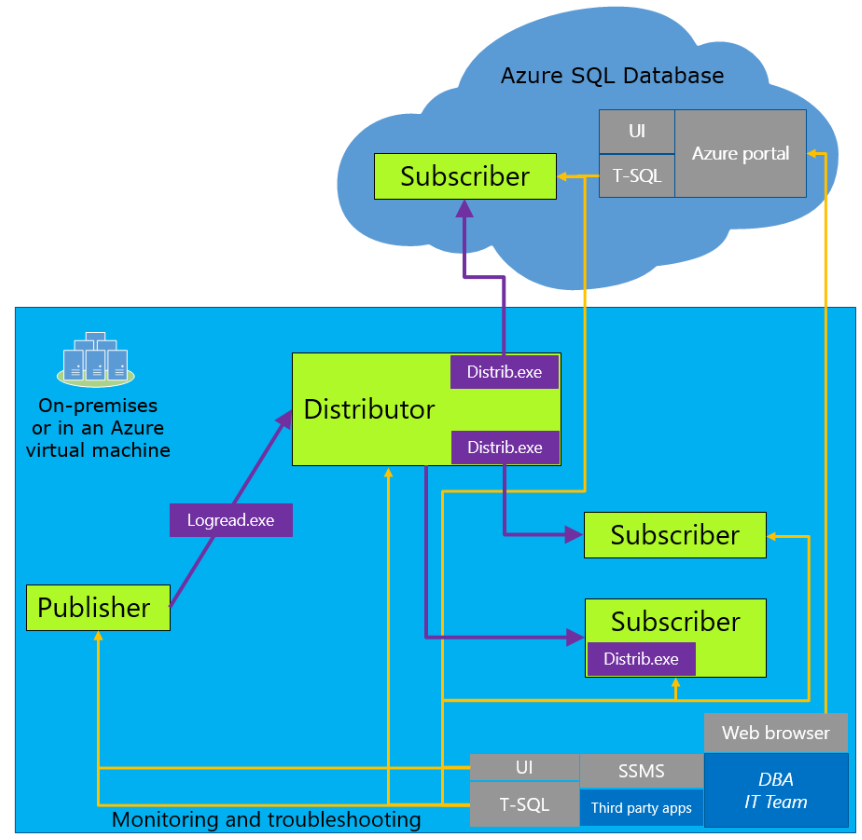 Azure SQL Database
UI
T-SQL
Azure portal
Subscriber
On-premises
or in an Azure
virtual machine
Distrib.exe
Distributor
Distrib.exe
Logread.exe
Subscriber
Publisher
Subscriber
Distrib.exe
Web browser
UI
SSMS
DBA
IT Team
T-SQL
Third party apps
Monitoring and troubleshooting